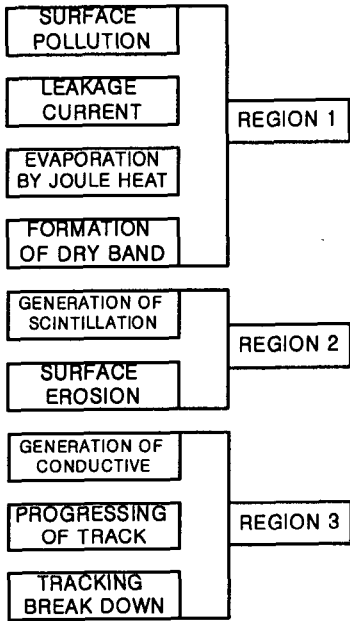 SURFACE
POLLUTION
LEAKAGE
CURRENT
EVAPORATION
BY JOULE HEAT
FORMATION
OF DRY BAND
REGION 1
GENERATION OF
SCINTILLATION
SURFACE
EROSION
REGION 2
GENERATION OF
CONDUCTIVE
PROGRESSING
OF TRACK
TRACKING
BREAK DOWN
REGION 3